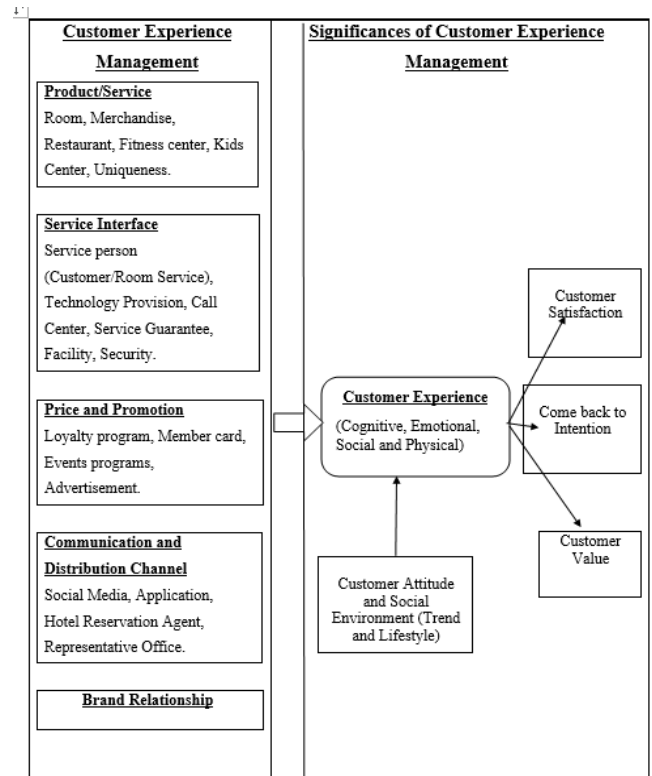 Customer Experience
Management
Product/Service
Room, Merchandise,
Restaurant, Fitness center, Kids
Center, Uniqueness.
Service Interface
Service person
(Customer/Room Service),
Technology Provision, Call
Center, Service Guarantee,
Facility, Security.
Price and Promotion
Loyalty program, Member card,
Events programs,
Advertisement.
Communication and
Distribution Channel
Social Media, Application,
Hotel Reservation Agent,
Representative Office.
Brand Relationship
Significances of Customer Experience
Management
Customer Experience
(Cognitive, Emotional,
Social and Physical)
Customer Attitude
and Social
Environment (Trend
and Lifestyle)
Customer
Satisfaction
Come back to
Intention
Customer
Value